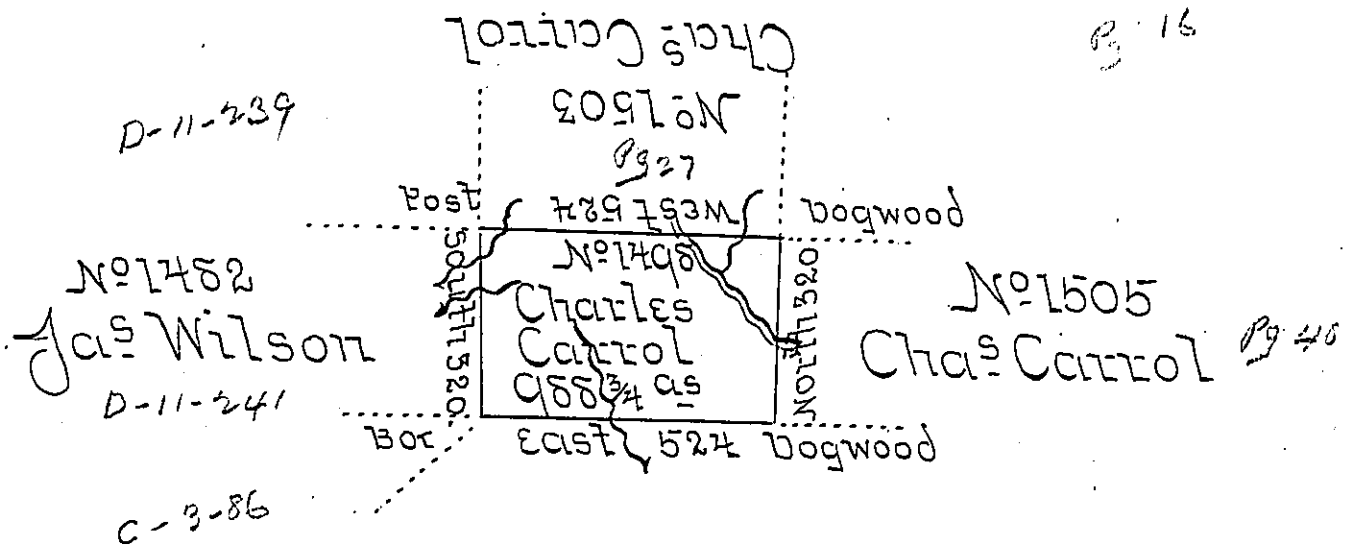 Chaˢ Carrol
Nº 1503
Pg 27
Pg 16
D-11-239
Post
West 524
Dogwood
Nº 1482
Jaˢ Wilson
D-11-241
South 320
Nº 1498
Charles
Carrol
988 ¾ aˢ
North 320
Nº 1505
Chaˢ Carrol
Pg 40
East 524
Dogwood
C-3-86